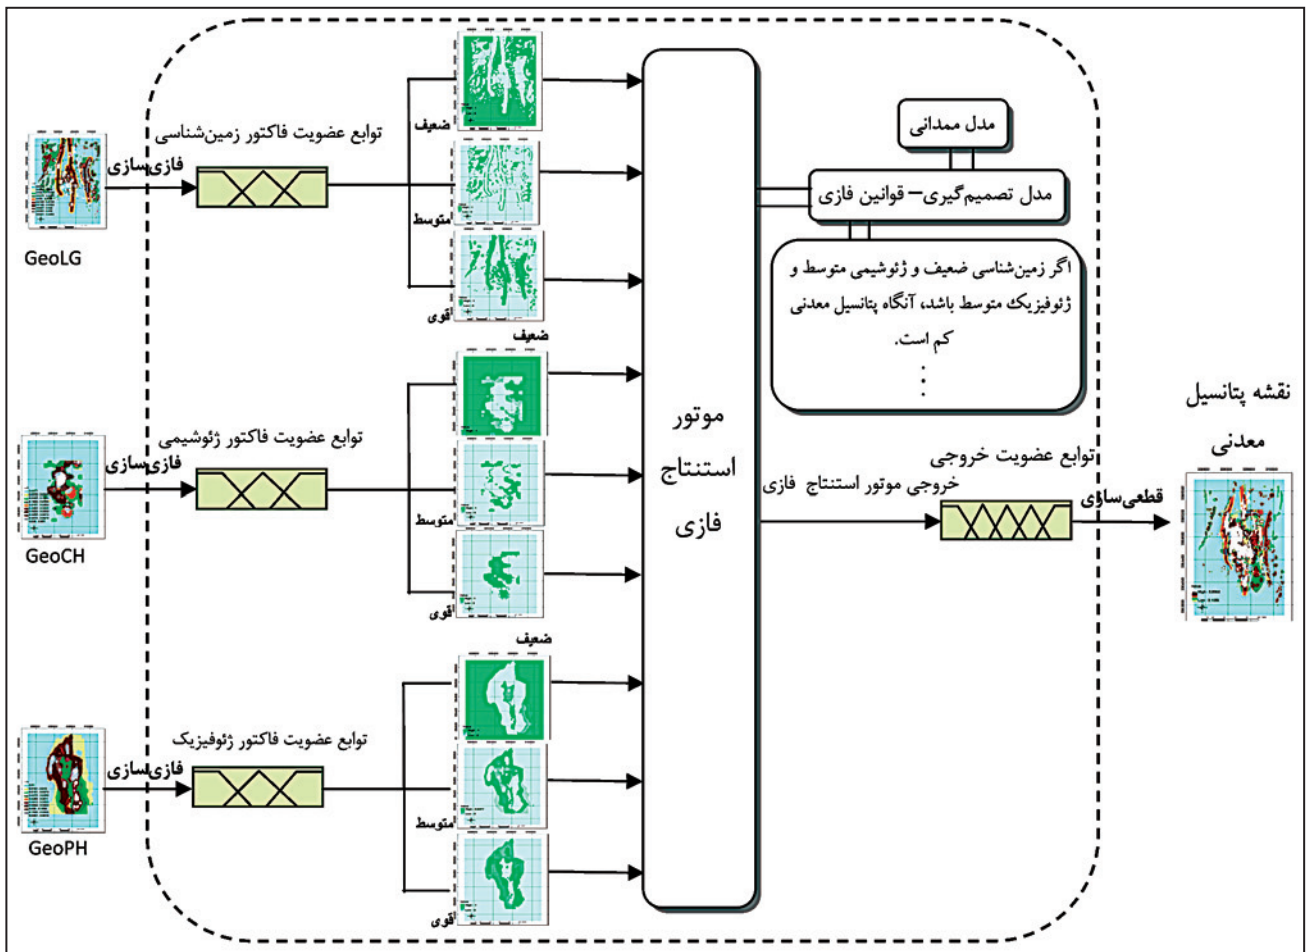 ضعیف
توابع عضویت فاکتور زمین‌شناسی
فازی‌سازی
GeoLG
متوسط
قوی
ضعیف
توابع عضویت فاکتور ژئوشیمی
فازی‌سازی
GeoCH
متوسط
قوی
ضعیف
توابع عضویت فاکتور ژئوفیزیک
فازی‌سازی
GeoPH
متوسط
قوی
موتور
استنتاج
فازی
مدل ممدانی
مدل تصمیم‌گیری– قوانین فازی
اگر زمین‌شناسی ضعیف و ژئوشیمی متوسط و
ژئوفیزیک متوسط باشد، آنگاه پتانسیل معدنی
کم است.
توابع عضویت خروجی
خروجی موتور استنتاج فازی
قطعی‌سازی
نقشه پتانسیل
معدنی